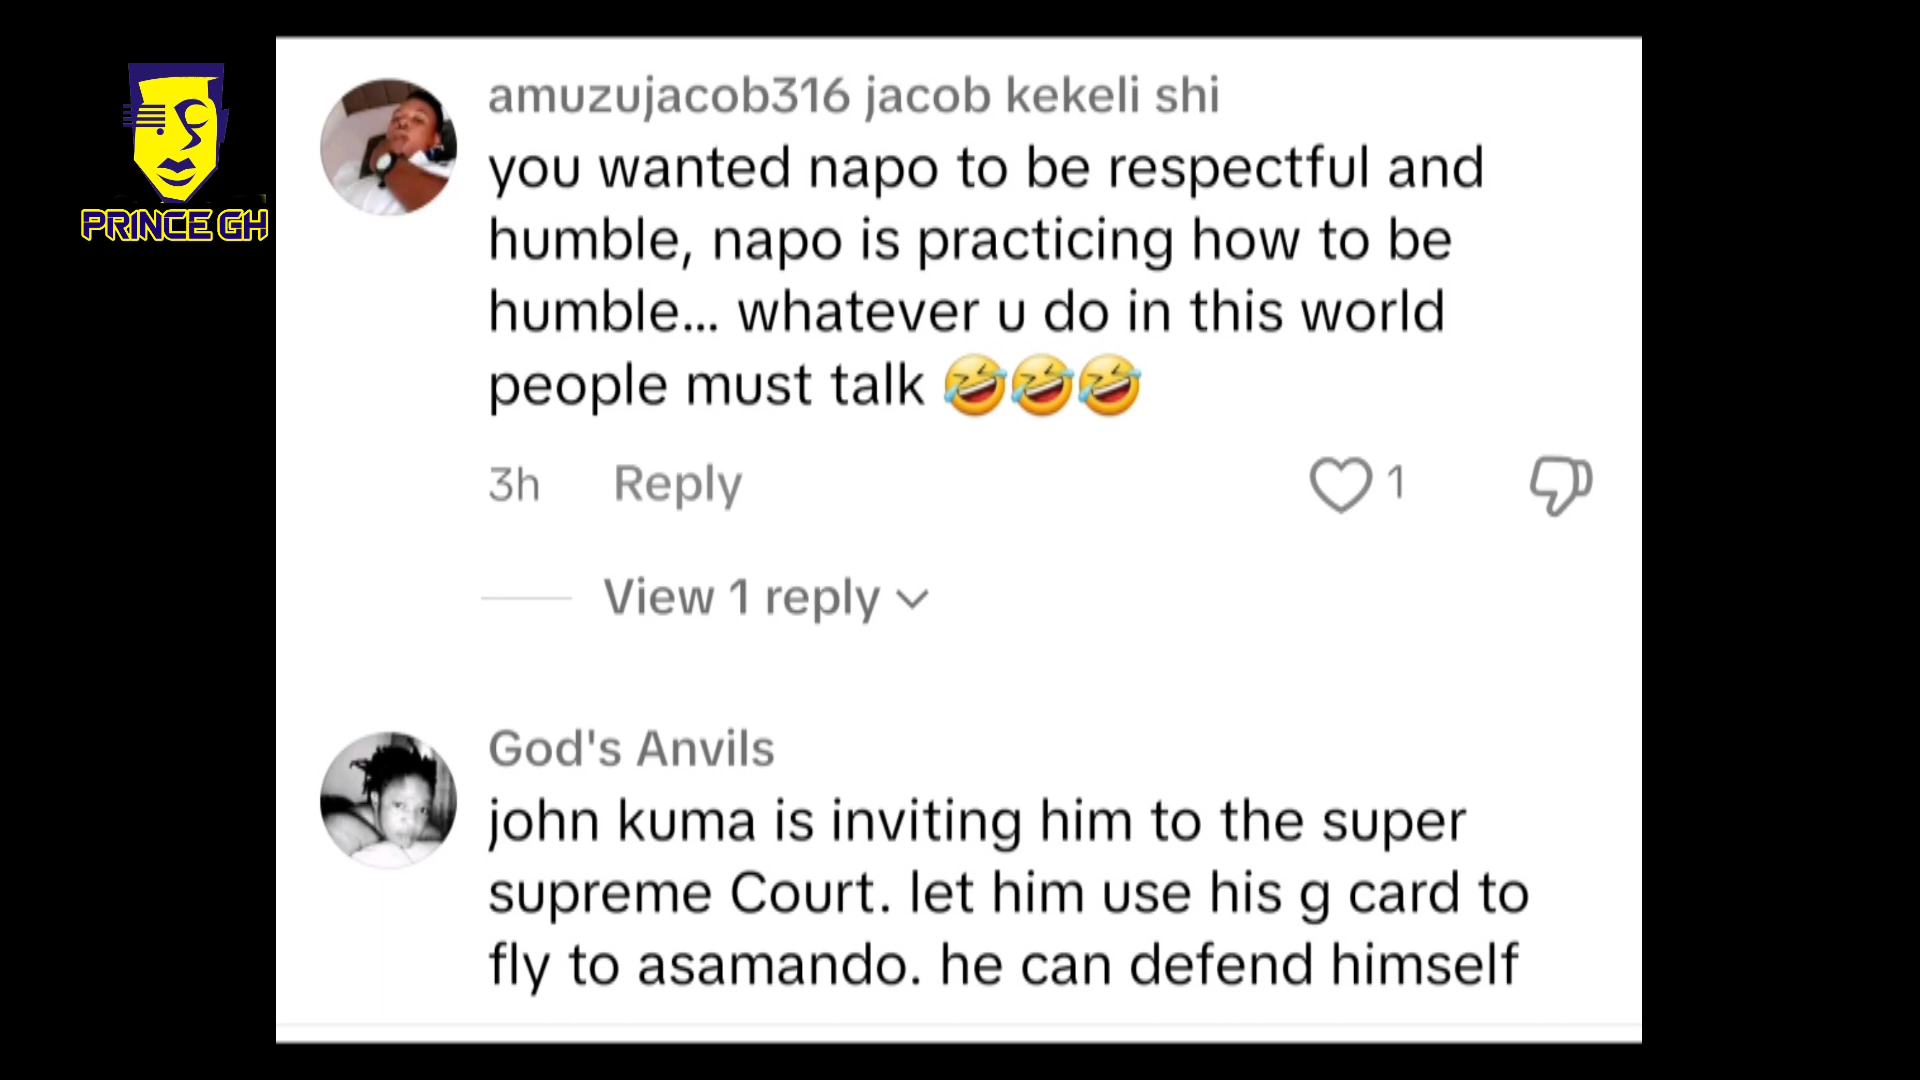 PRINCE GH
amuzujacob316 jacob kekeli shi
you wanted napo to be respectful and
humble, napo is practicing how to be
humble... whatever u do in this world
people must talk 🤣🤣🤣
3h Reply 1
View 1 reply
God's Anvils
john kuma is inviting him to the super
supreme Court. let him use his g card to
fly to asamando. he can defend himself